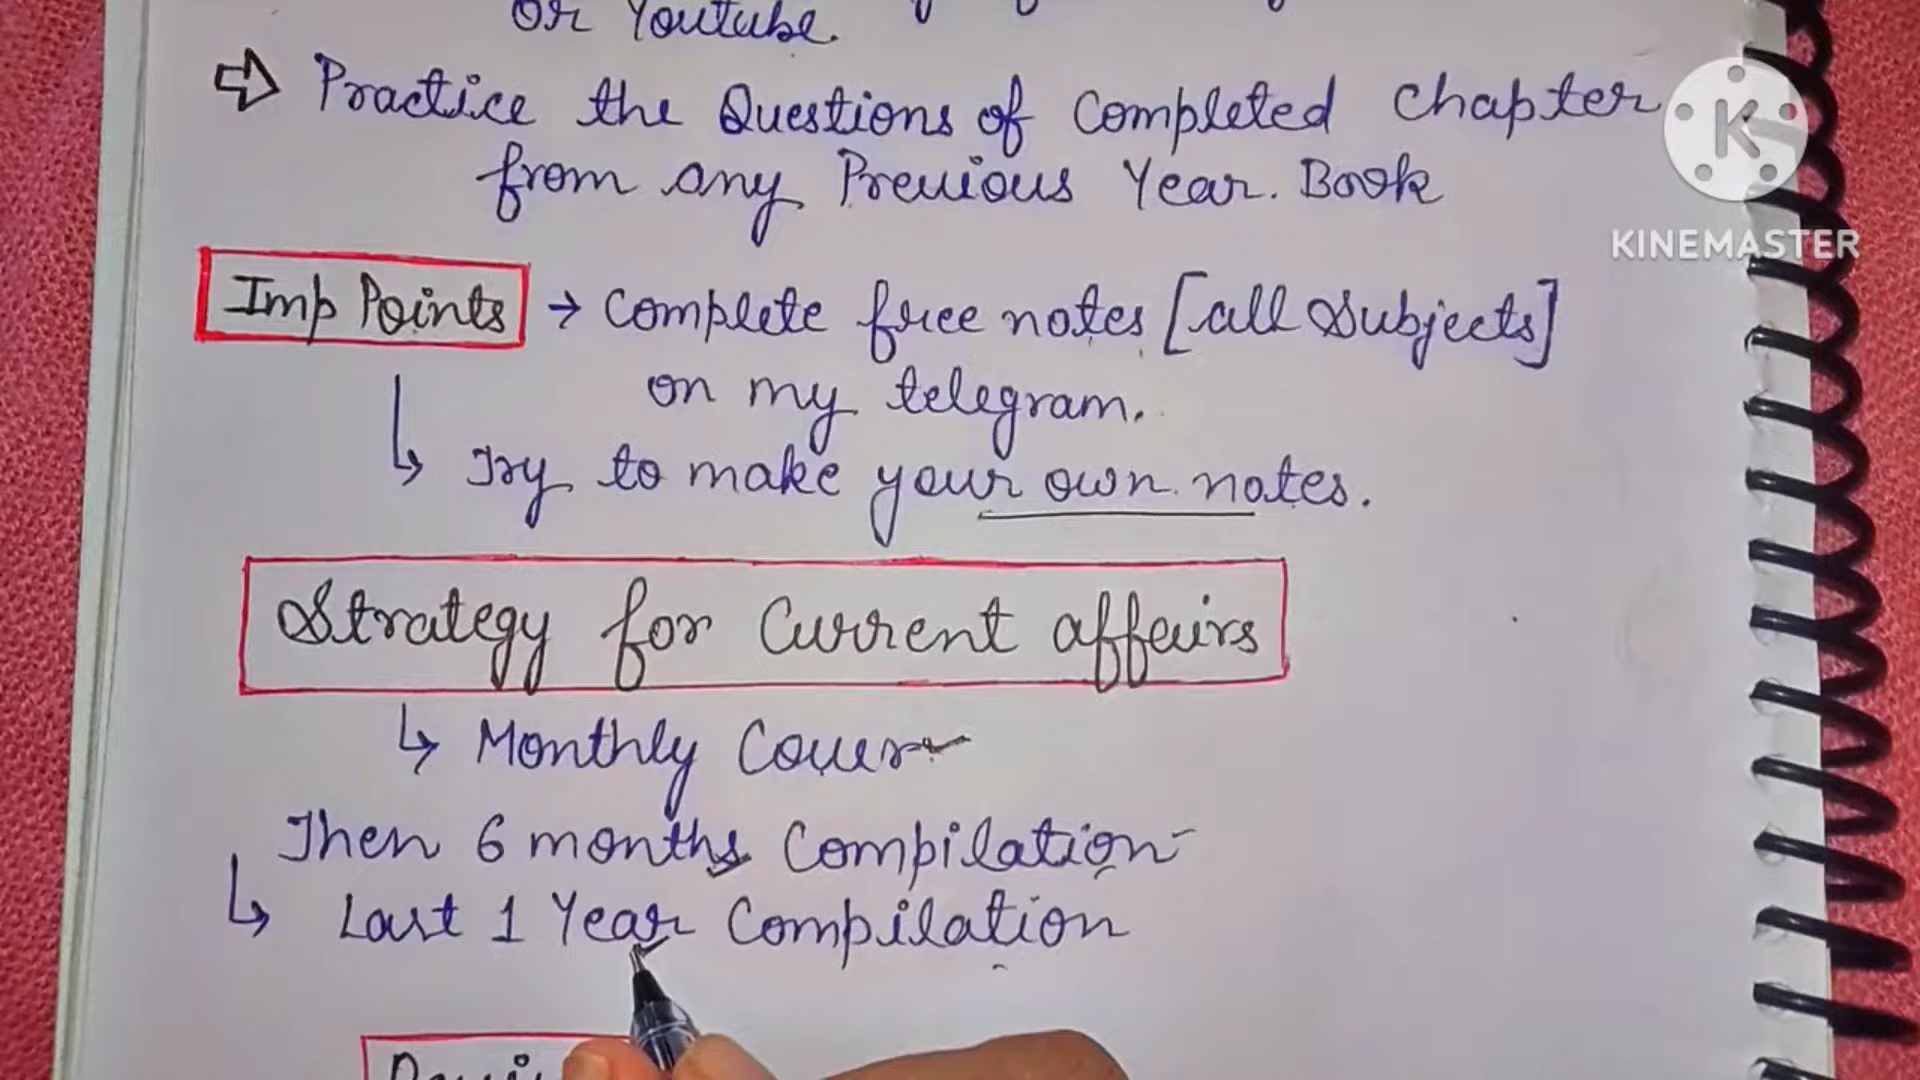 or Youtube.
⇨ Practice the Questions of Completed Chapter
from any Previous Year. Book
K
KINEMASTER
Imp Points → Complete free notes [all Subjects]
on my telegram.
↳ Try to make your own notes.
Strategy for Current affairs
↳ Monthly Cover
Then 6 months Compilation
↳ Last 1 Year Compilation